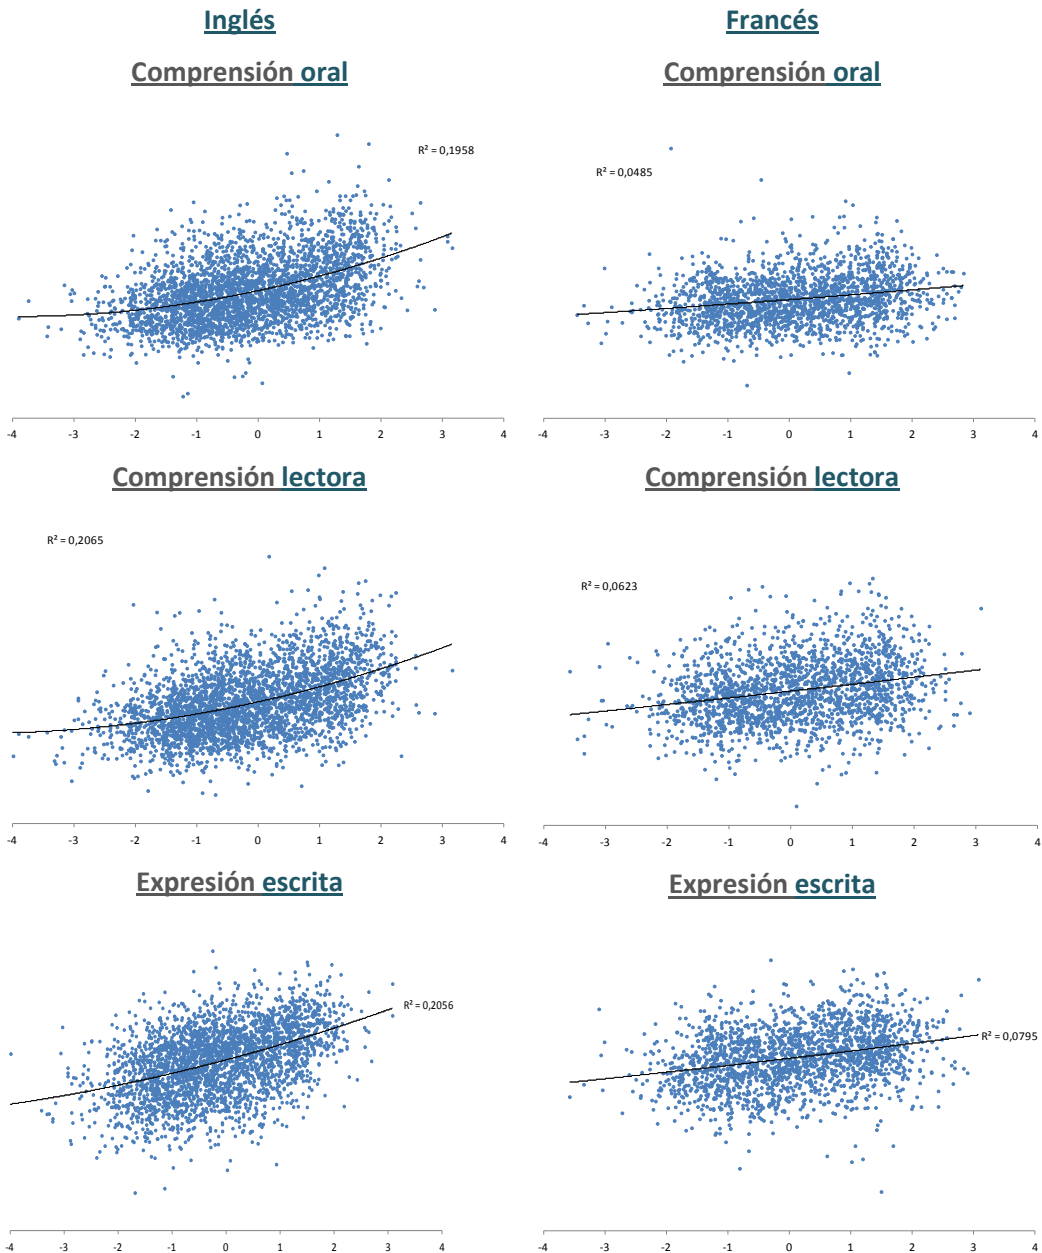 Inglés
Francés
Comprensión oral
Comprensión oral
R² = 0,1958
R² = 0,0485
-4 -3 -2 -1 0 1 2 3 4
-4 -3 -2 -1 0 1 2 3 4
Comprensión lectora
Comprensión lectora
R² = 0,2065
R² = 0,0623
-4 -3 -2 -1 0 1 2 3 4
-4 -3 -2 -1 0 1 2 3 4
Expresión escrita
Expresión escrita
R² = 0,2056
R² = 0,0795
-4 -3 -2 -1 0 1 2 3 4
-4 -3 -2 -1 0 1 2 3 4